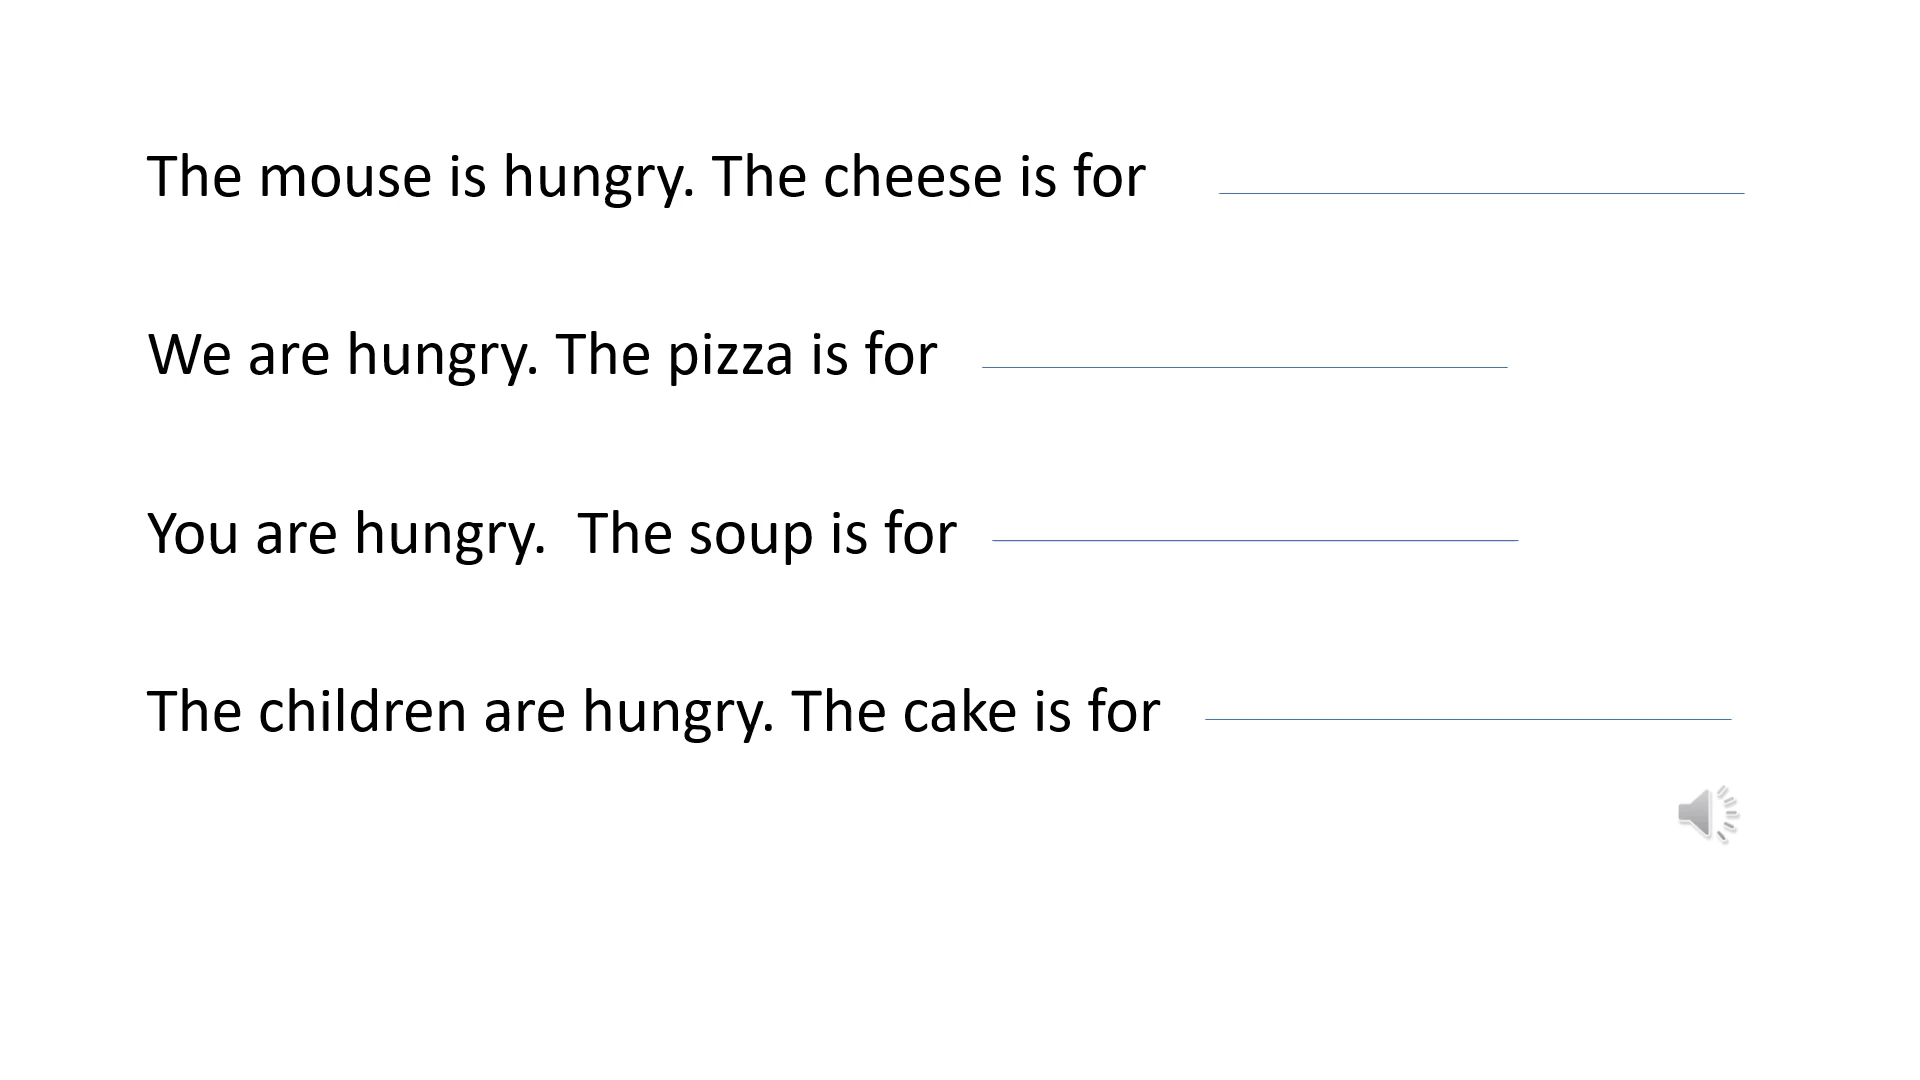 The mouse is hungry. The cheese is for
We are hungry. The pizza is for
You are hungry.  The soup is for
The children are hungry. The cake is for